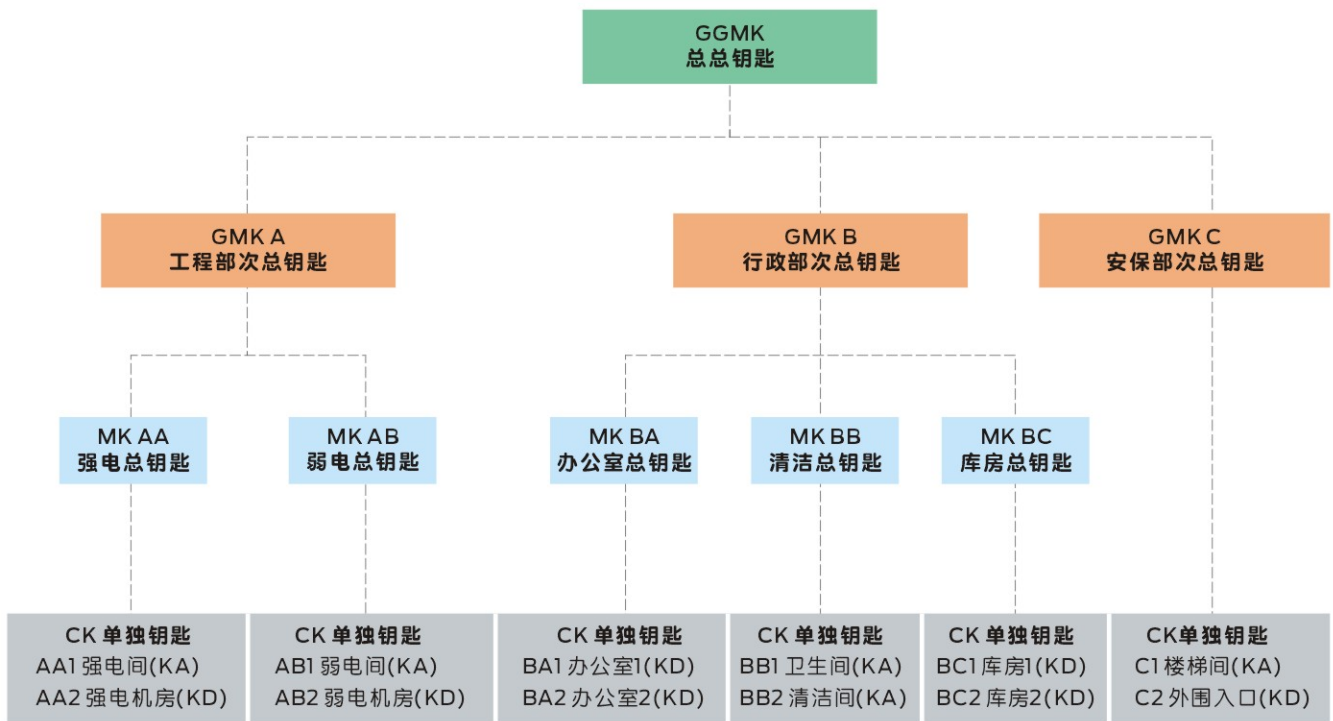 GGMK
总总钥匙
GMK A
工程部次总钥匙
GMK B
行政部次总钥匙
GMK C
安保部次总钥匙
MK AA
强电总钥匙
MK AB
弱电总钥匙
MK BA
办公室总钥匙
MK BB
清洁总钥匙
MK BC
库房总钥匙
CK 单独钥匙
AA1 强电间(KA)
AA2 强电机房(KD)
CK 单独钥匙
AB1 弱电间(KA)
AB2 弱电机房(KD)
CK 单独钥匙
BA1 办公室1(KD)
BA2 办公室2(KD)
CK 单独钥匙
BB1 卫生间(KA)
BB2 清洁间(KA)
CK 单独钥匙
BC1 库房1(KD)
BC2 库房2(KD)
CK单独钥匙
C1 楼梯间(KA)
C2 外围入口(KD)